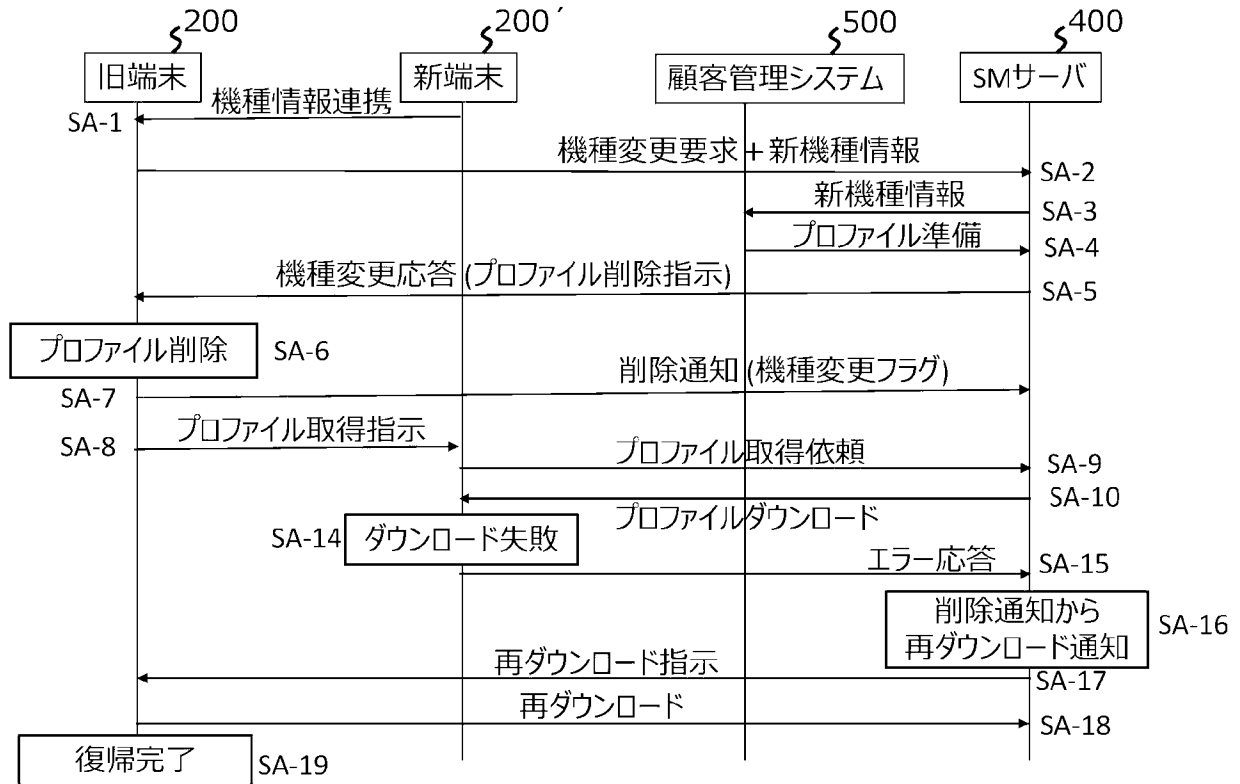 200
200´
500
400
旧端末
新端末
顧客管理システム
SMサーバ
機種情報連携
SA-1
機種変更要求+新機種情報
SA-2
新機種情報
SA-3
プロファイル準備
SA-4
機種変更応答 (プロファイル削除指示)
SA-5
プロファイル削除
SA-6
削除通知 (機種変更フラグ)
SA-7
プロファイル取得指示
SA-8
プロファイル取得依頼
SA-9
SA-10
プロファイルダウンロード
SA-14
ダウンロード失敗
エラー応答
SA-15
削除通知から
再ダウンロード通知
SA-16
再ダウンロード指示
SA-17
再ダウンロード
SA-18
復帰完了
SA-19